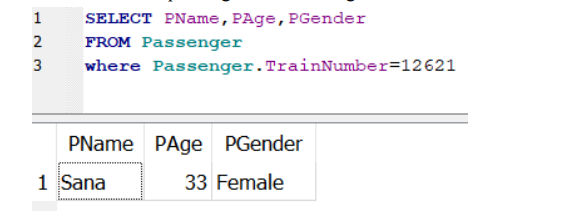 1 SELECT PName,PAge,PGender
2 FROM Passenger
3 where Passenger.TrainNumber=12621
PName PAge PGender
1 Sana 33 Female